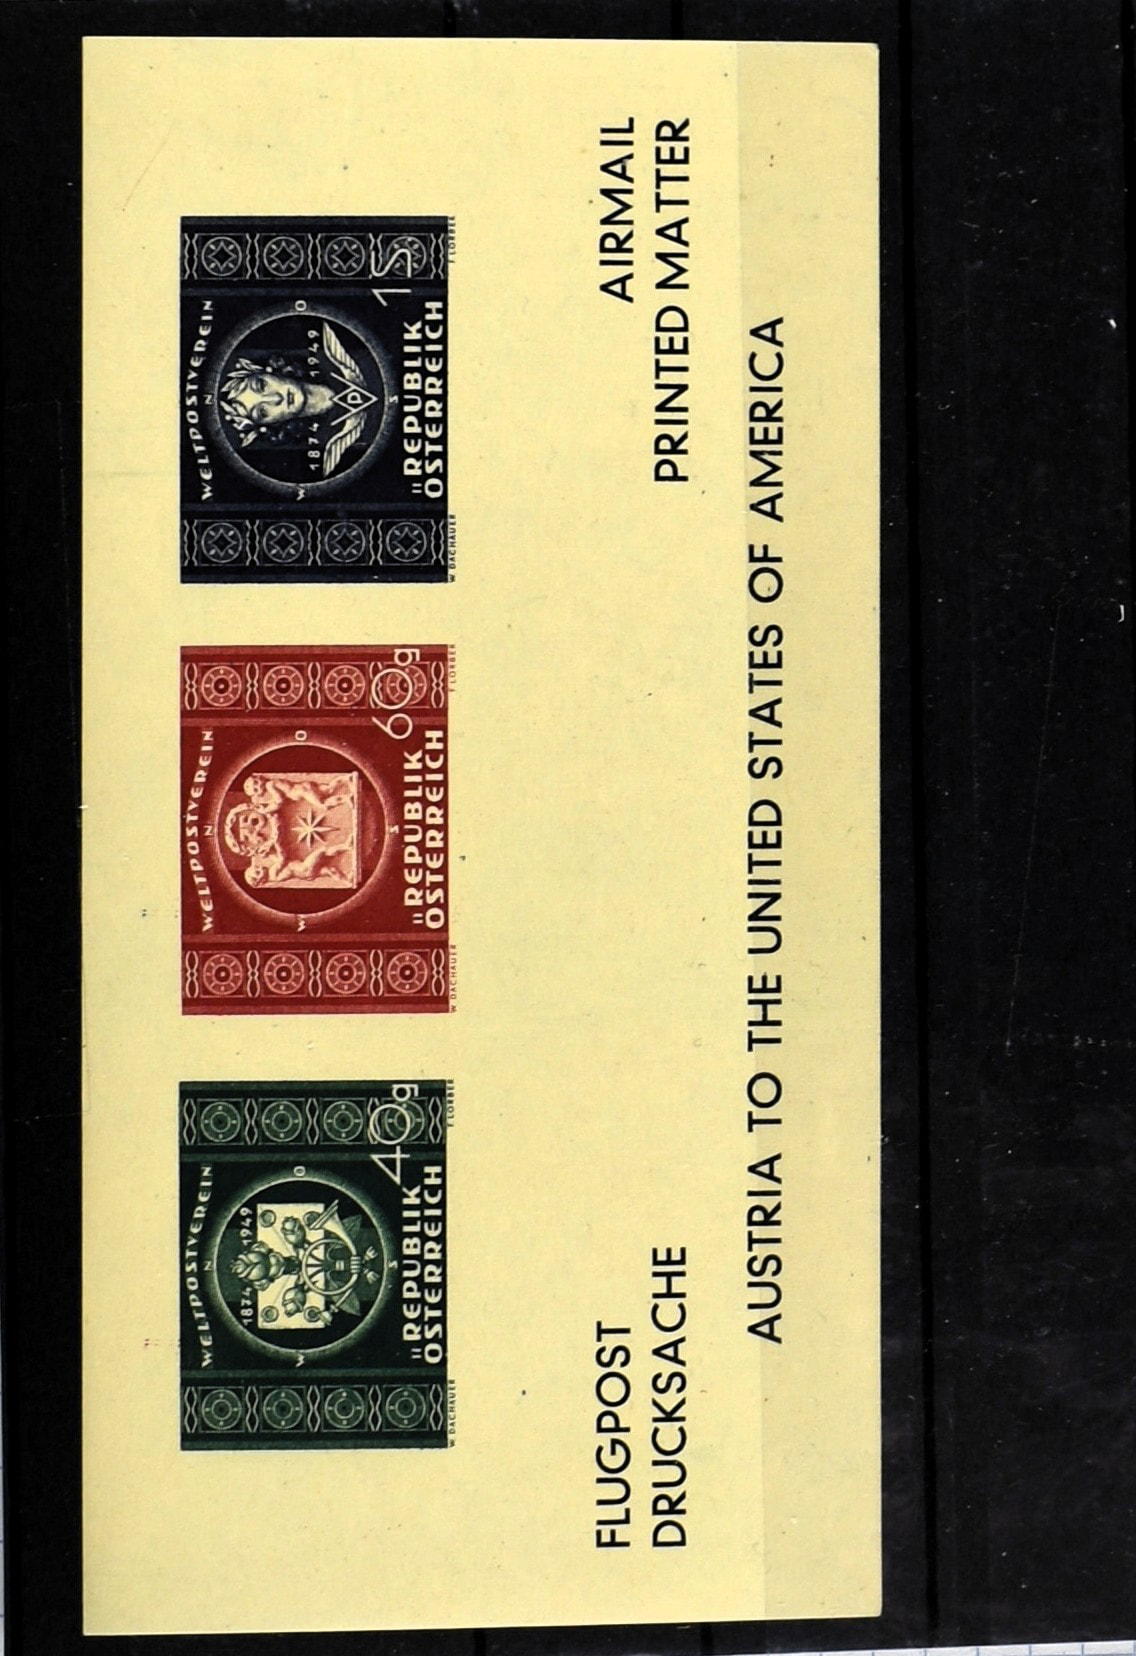 WELTPOSTVEREIN
N
1874 1949
W O
S
40g
REPUBLIK
ÖSTERREICH
W DACHAUER F LORBER
WELTPOSTVEREIN
N
75
W O
S
60g
REPUBLIK
ÖSTERREICH
W DACHAUER F LORBER
WELTPOSTVEREIN
N
W O
1874 1949
P
S
1S
REPUBLIK
ÖSTERREICH
W DACHAUER F LORBER
FLUGPOST
DRUCKSACHE
AIRMAIL
PRINTED MATTER
AUSTRIA TO THE UNITED STATES OF AMERICA